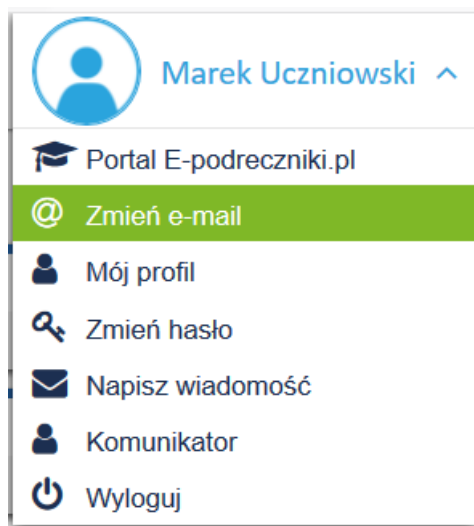 Marek Uczniowski
Portal E-podreczniki.pl
Zmień e-mail
Mój profil
Zmień hasło
Napisz wiadomość
Komunikator
Wyloguj